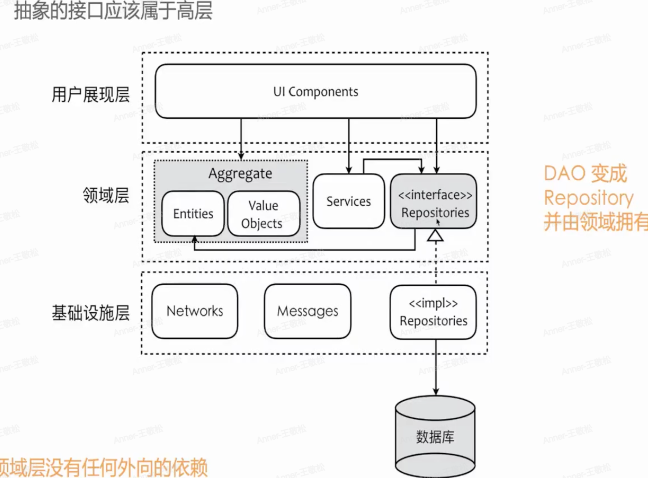 抽象的接口应该属于高层
用户展现层
UI Components
领域层
Aggregate
Entities
Value
Objects
Services
<<interface>>
Repositories
DAO 变成
Repository
并由领域拥有
基础设施层
Networks
Messages
<<impl>>
Repositories
数据库
领域层没有任何外向的依赖